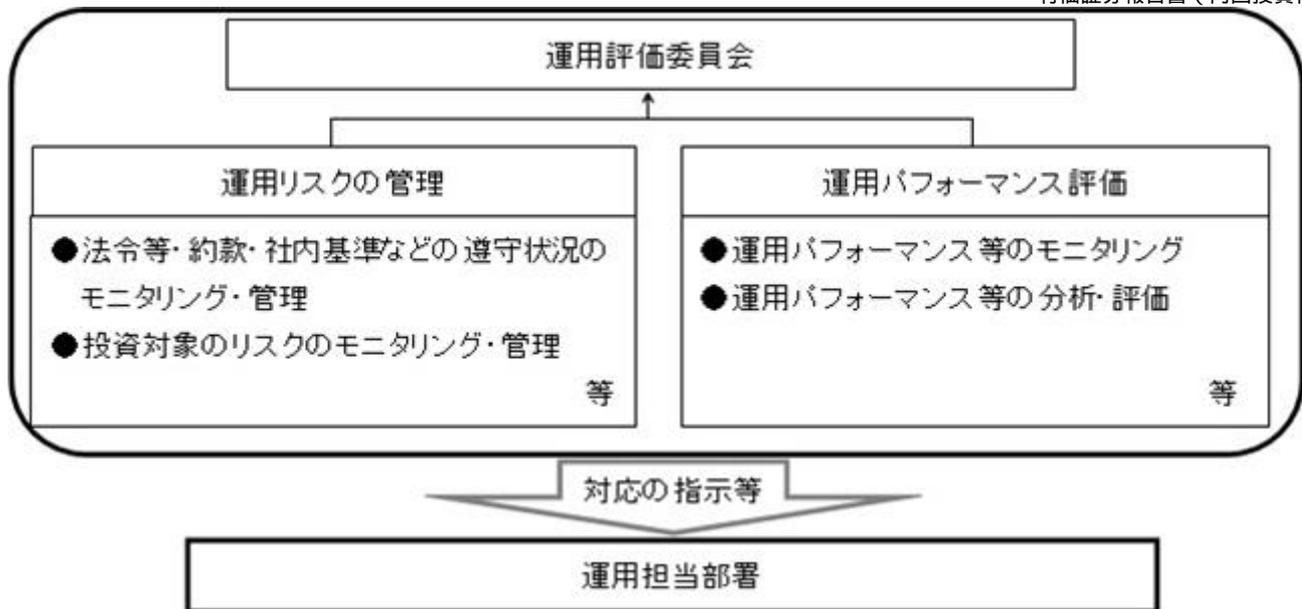 運用評価委員会
運用リスクの管理
●法令等・約款・社内基準などの遵守状況の
モニタリング・管理
●投資対象のリスクのモニタリング・管理
等
運用パフォーマンス評価
●運用パフォーマンス等のモニタリング
●運用パフォーマンス等の分析・評価
等
対応の指示等
運用担当部署